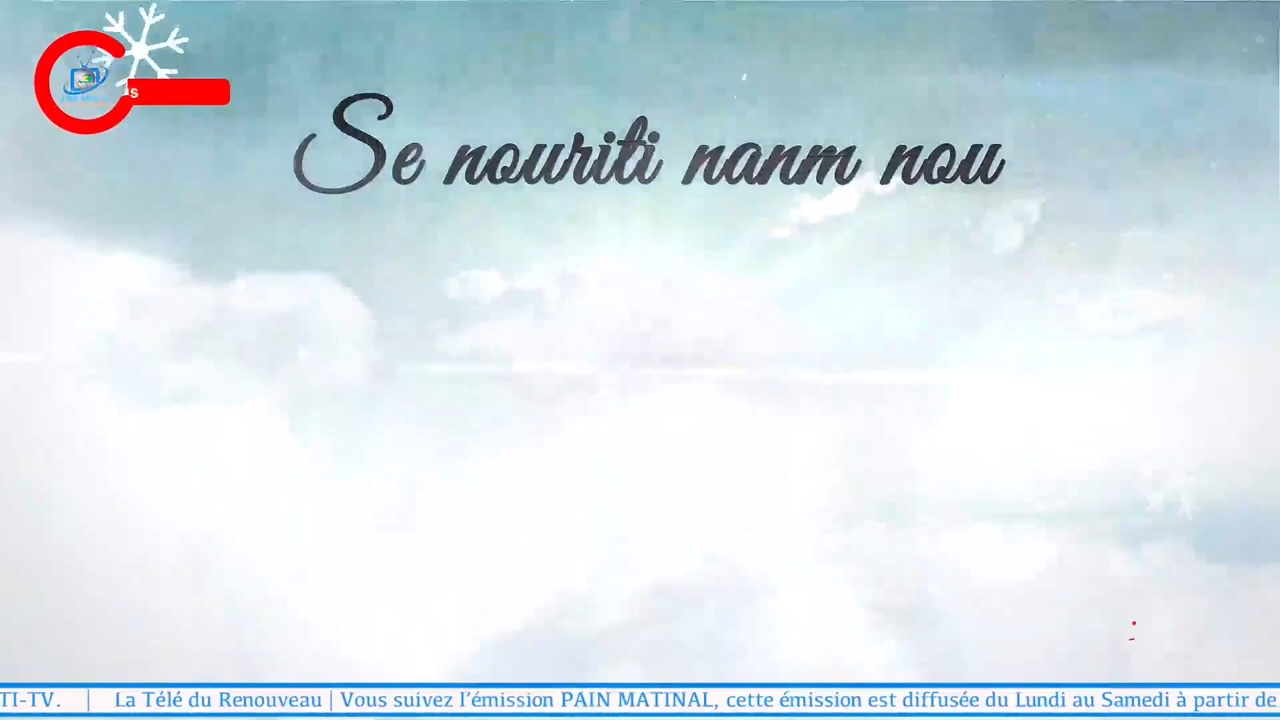 s
Se nouriti nanm nou
TI-TV. | La Télé du Renouveau | Vous suivez l'émission PAIN MATINAL, cette émission est diffusée du Lundi au Samedi à partir de